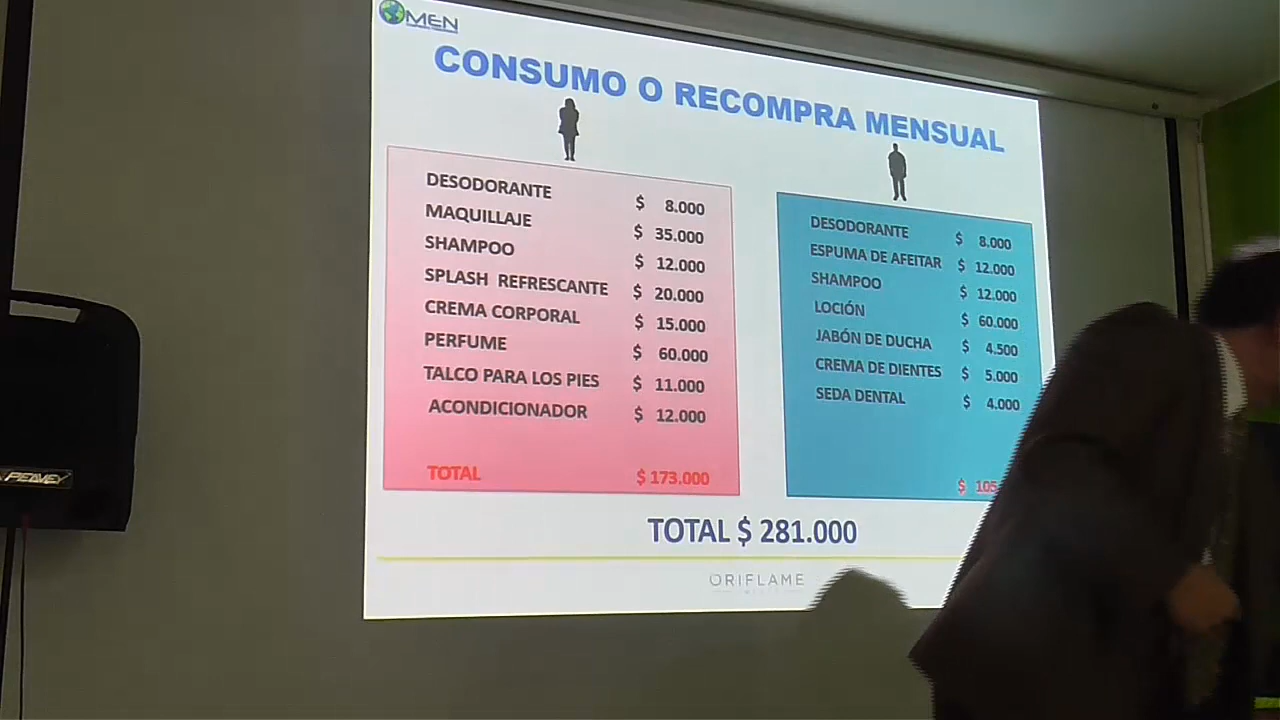 MEN
CONSUMO O RECOMPRA MENSUAL
DESODORANTE $ 8.000
MAQUILLAJE $ 35.000
SHAMPOO $ 12.000
SPLASH REFRESCANTE $ 20.000
CREMA CORPORAL $ 15.000
PERFUME $ 60.000
TALCO PARA LOS PIES $ 11.000
ACONDICIONADOR $ 12.000
TOTAL $ 173.000
DESODORANTE $ 8.000
ESPUMA DE AFEITAR $ 12.000
SHAMPOO $ 12.000
LOCIÓN $ 60.000
JABÓN DE DUCHA $ 4.500
CREMA DE DIENTES $ 5.000
SEDA DENTAL $ 4.000
$ 105
TOTAL $ 281.000
ORIFLAME
PEAVEY